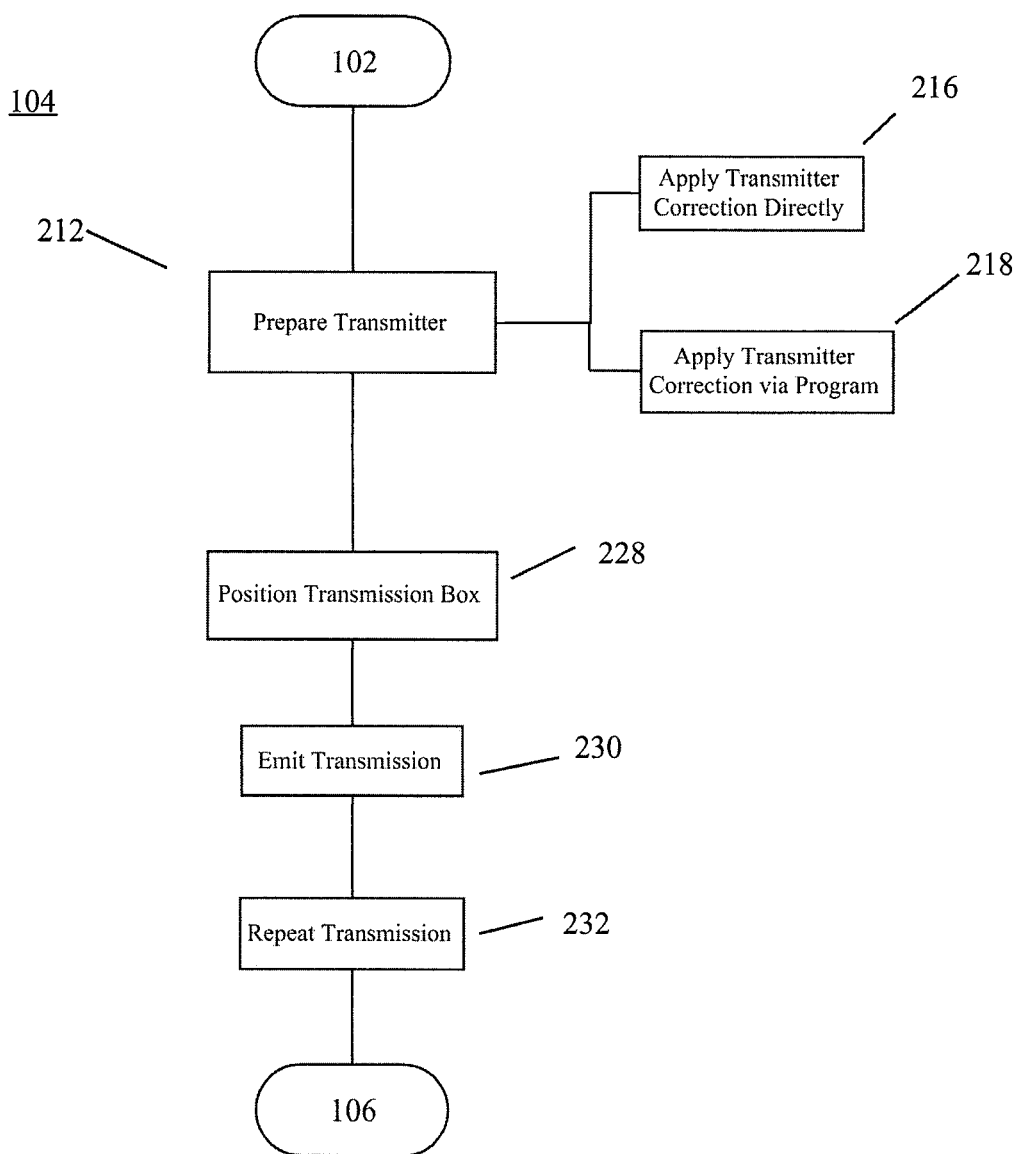 102
104
216
Apply Transmitter
Correction Directly
212
218
Prepare Transmitter
Apply Transmitter
Correction via Program
228
Position Transmission Box
230
Emit Transmission
232
Repeat Transmission
106